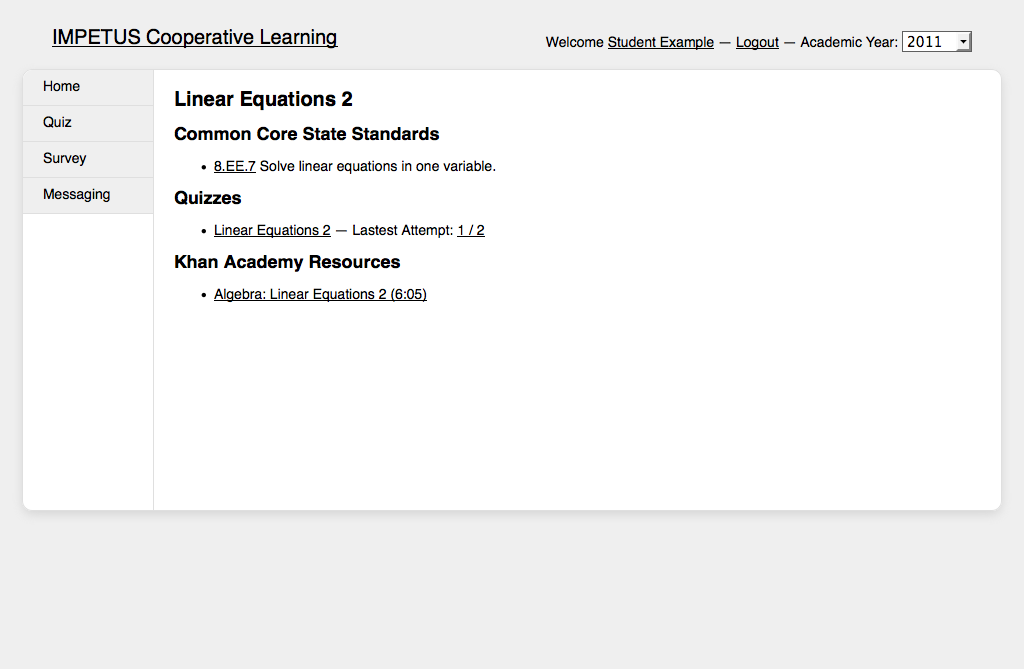 IMPETUS Cooperative Learning
Welcome Student Example — Logout — Academic Year: 2011
Home
Quiz
Survey
Messaging
Linear Equations 2
Common Core State Standards
• 8.EE.7 Solve linear equations in one variable.
Quizzes
• Linear Equations 2 — Lastest Attempt: 1 / 2
Khan Academy Resources
• Algebra: Linear Equations 2 (6:05)